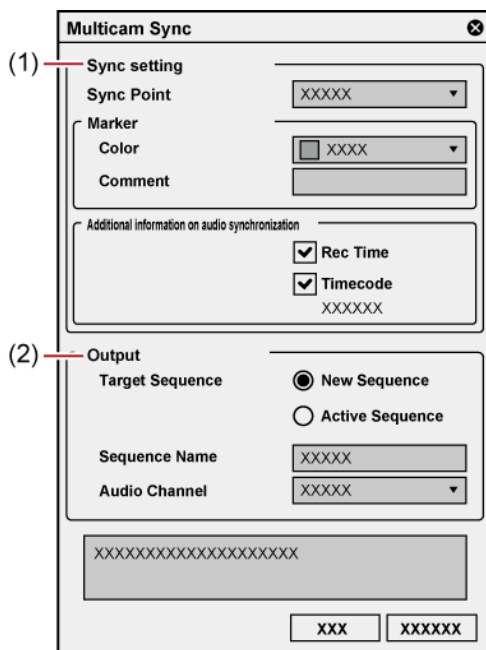 Multicam Sync
(1)
Sync setting
Sync Point XXXXX
Marker
Color XXXX
Comment
Additional information on audio synchronization
Rec Time
Timecode
XXXXXX
(2)
Output
Target Sequence New Sequence
Active Sequence
Sequence Name XXXXX
Audio Channel XXXXX
XXXXXXXXXXXXXXXXXXXX
XXX XXXXXX